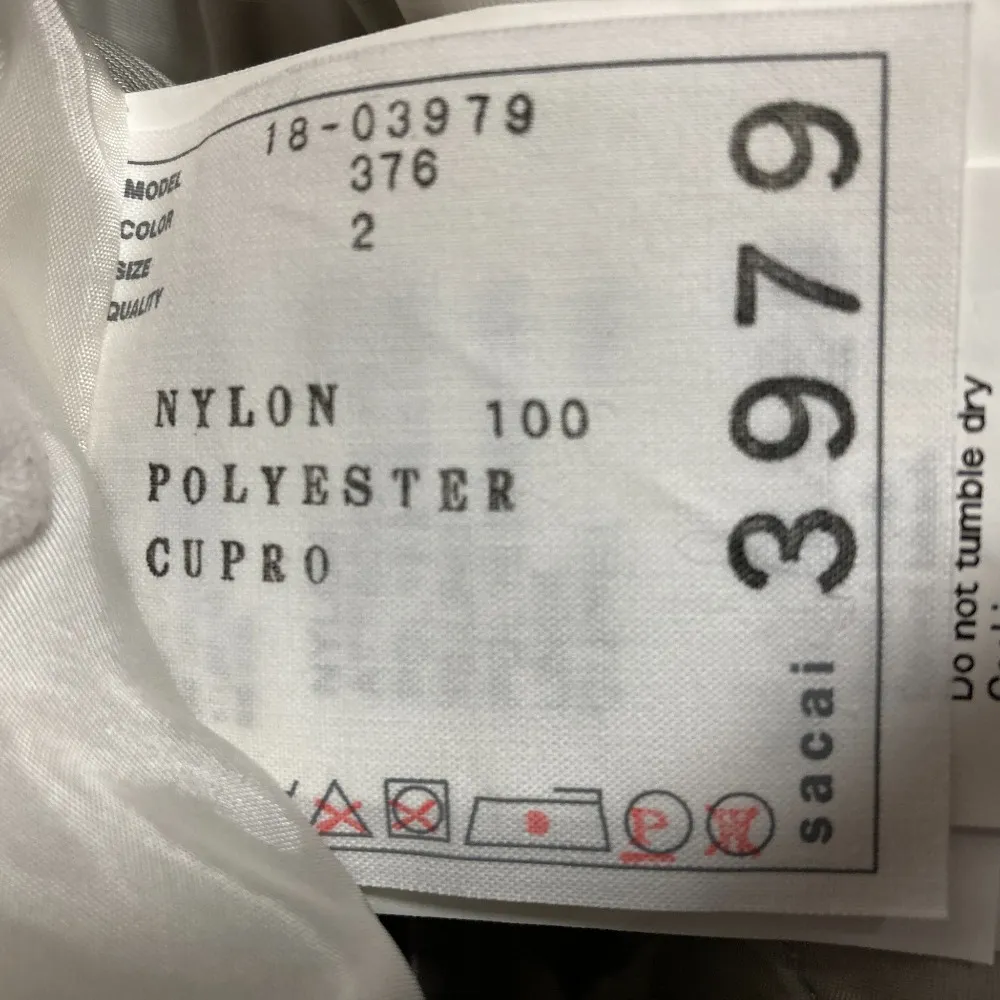 18-03979
MODEL 376
COLOR 2
SIZE
QUALITY
NYLON 100
POLYESTER
CUPRO
P
W
sacai 3979
Do not tumble dry